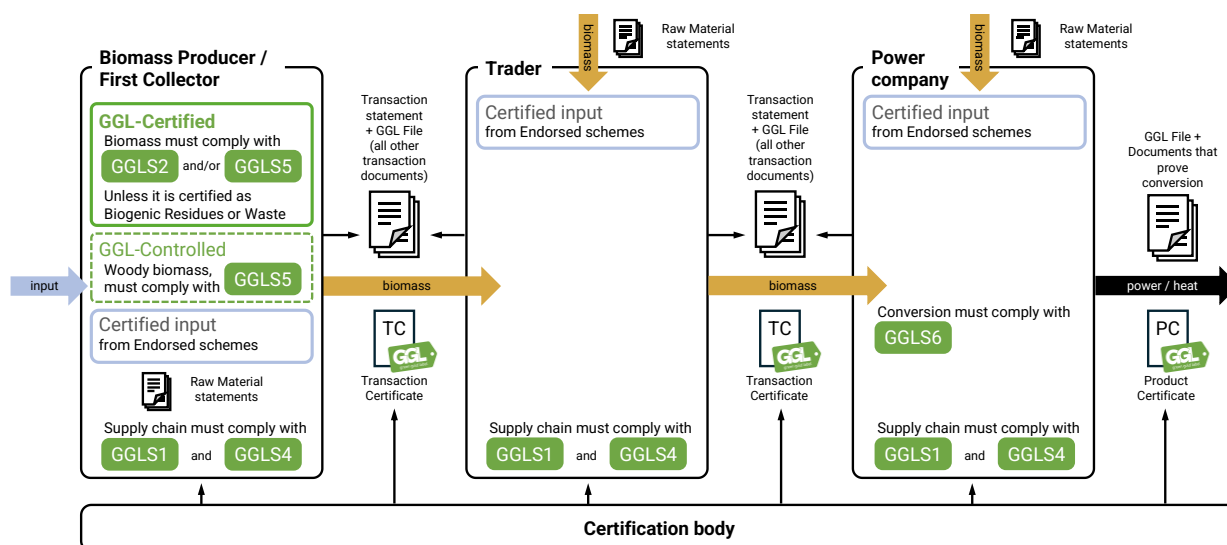 biomass
Raw Material
statements
biomass
Raw Material
statements
Biomass Producer /
First Collector
Trader
Power
company
GGL-Certified
Biomass must comply with
GGLS2 and/or GGLS5
Unless it is certified as
Biogenic Residues or Waste
Transaction
statement
+ GGL File
(all other
transaction
documents)
Certified input
from Endorsed schemes
Transaction
statement
+ GGL File
(all other
transaction
documents)
Certified input
from Endorsed schemes
GGL File +
Documents that
prove
conversion
GGL-Controlled
Woody biomass,
must comply with GGLS5
input
biomass
biomass
power / heat
Certified input
from Endorsed schemes
Raw Material
statements
TC
GGL
Transaction
Certificate
TC
GGL
Transaction
Certificate
Conversion must comply with
GGLS6
PC
GGL
Product
Certificate
Supply chain must comply with
GGLS1 and GGLS4
Supply chain must comply with
GGLS1 and GGLS4
Supply chain must comply with
GGLS1 and GGLS4
Certification body